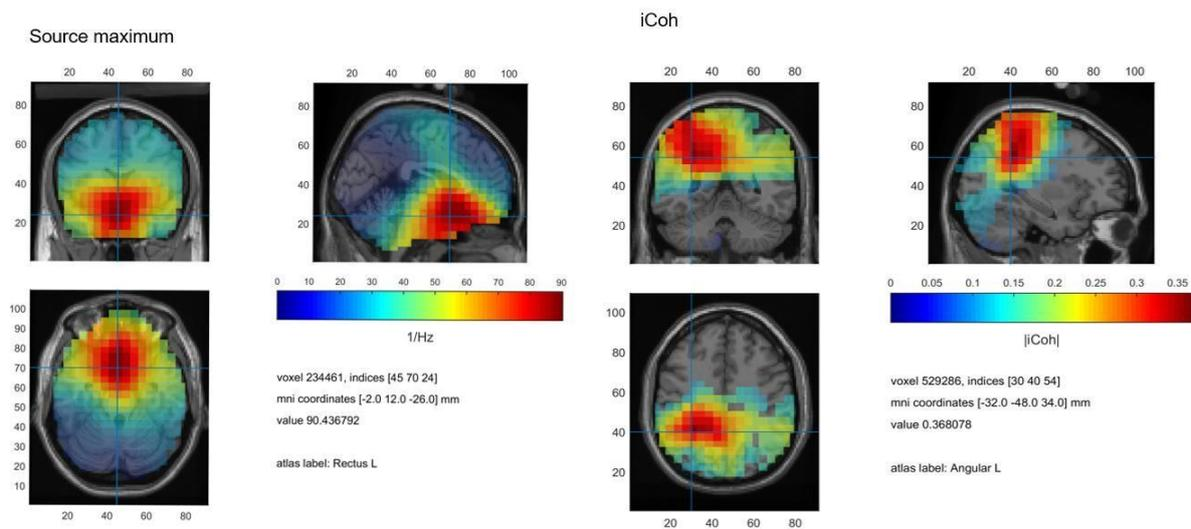 Source maximum
iCoh
20 40 60 80
20 40 60 80 100
20 40 60 80
20 40 60 80 100
80
60
40
20
80
60
40
20
80
60
40
20
80
60
40
20
0 10 20 30 40 50 60 70 80 90
1/Hz
voxel 234461, indices [45 70 24]
mni coordinates [-2.0 12.0 -26.0] mm
value 90.436792
atlas label: Rectus L
100
90
80
70
60
50
40
30
20
10
20 40 60 80
0 0.05 0.1 0.15 0.2 0.25 0.3 0.35
|iCoh|
voxel 529286, indices [30 40 54]
mni coordinates [-32.0 -48.0 34.0] mm
value 0.368078
atlas label: Angular L
100
80
60
40
20
20 40 60 80